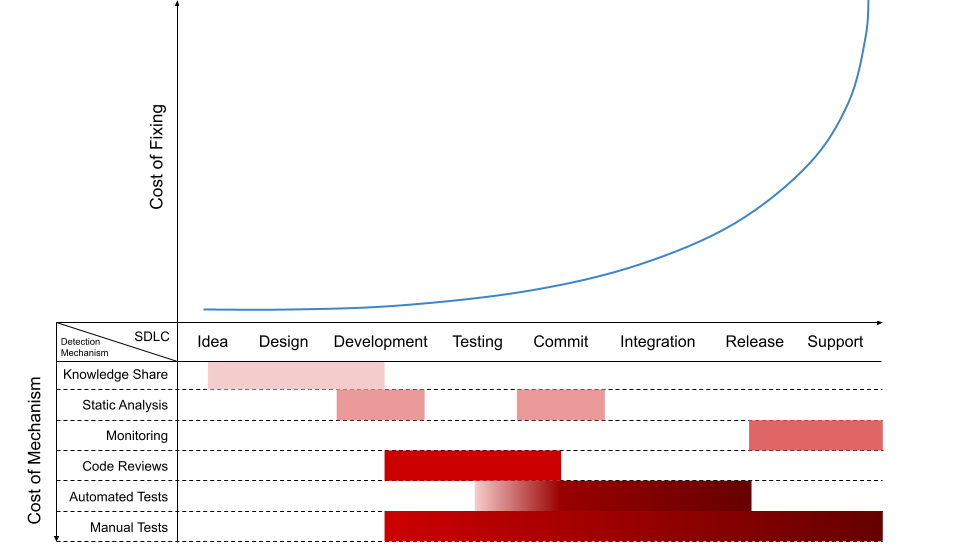 Cost of Fixing
SDLC
Detection
Mechanism
Idea Design Development Testing Commit Integration Release Support
Cost of Mechanism
Knowledge Share
Static Analysis
Monitoring
Code Reviews
Automated Tests
Manual Tests